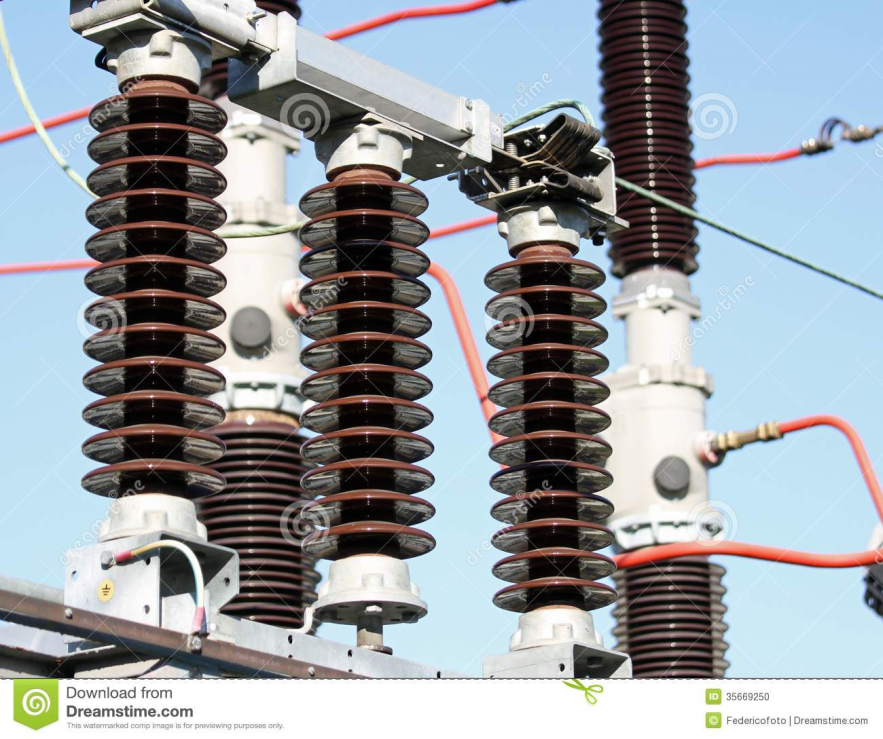 Download from
Dreamstime.com
This watermarked comp image is for previewing purposes only.
ID 35669250
© Federicofoto | Dreamstime.com